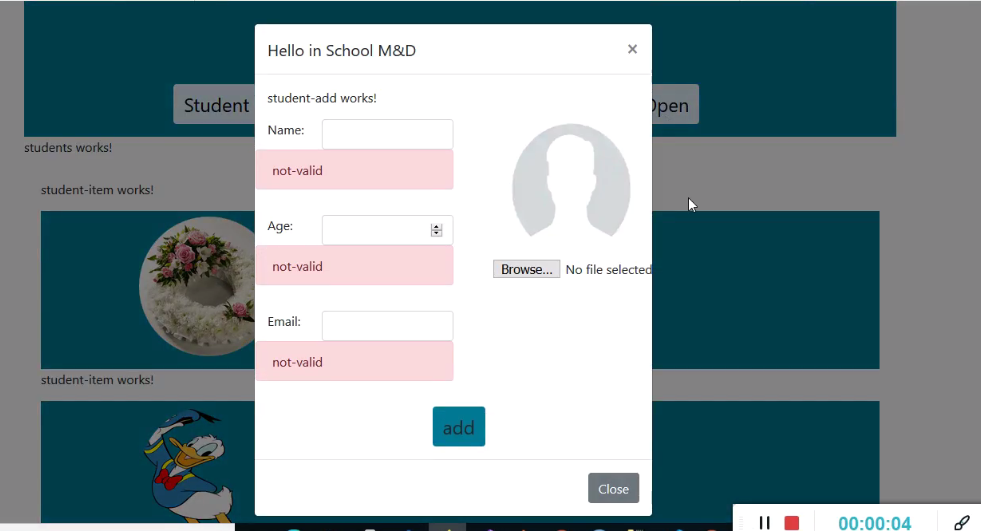 Hello in School M&D
×
student-add works!
Name:
not-valid
Age:
not-valid
Email:
not-valid
Browse... No file selected
add
Close
Student
students works!
student-item works!
student-item works!
00:00:04